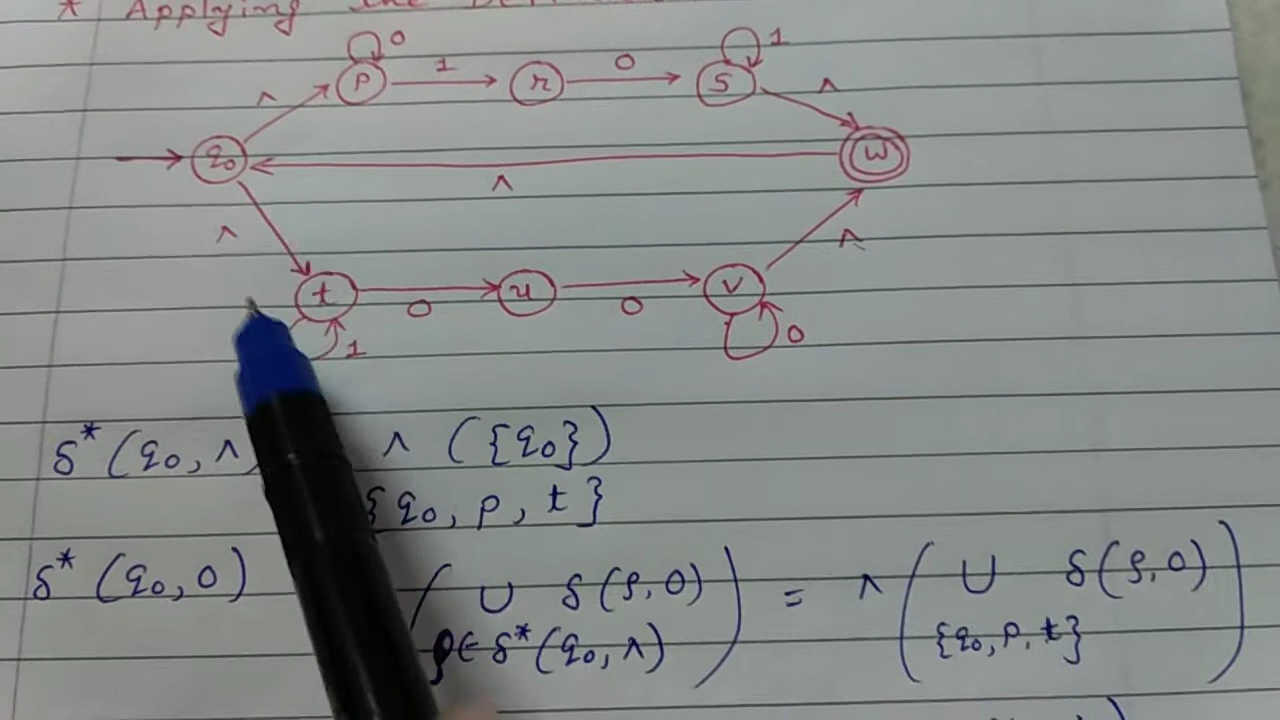 * Applying the
0 1
p 1 r 0 s
Λ Λ
q₀ w
Λ
Λ Λ
t 0 u 0 v
1 0
δ*(q₀, Λ Λ ({q₀})
{q₀, p, t}
δ*(q₀, 0) ( ∪ δ(p, 0) ) = Λ ( ∪ δ(p, 0) )
p∈ δ*(q₀, Λ) {q₀, p, t}